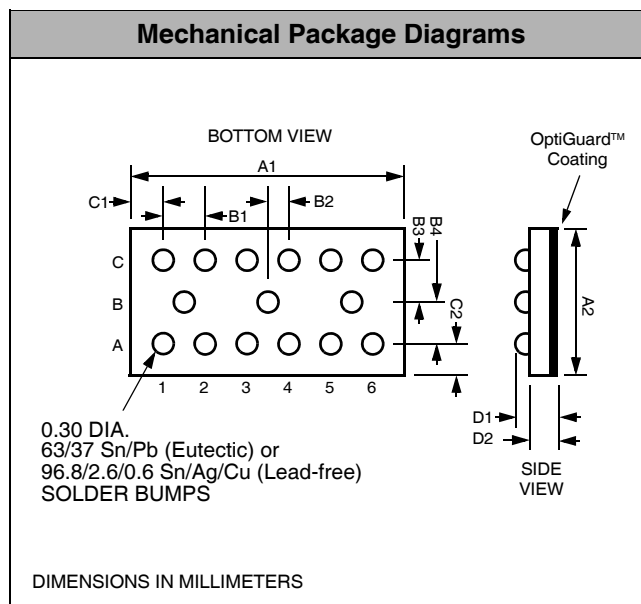 Mechanical Package Diagrams
BOTTOM VIEW
OptiGuard™
Coating
A1
C1
B1
B2
B3
B4
C
B
A
C2
A2
1 2 3 4 5 6
D1
D2
SIDE
VIEW
0.30 DIA.
63/37 Sn/Pb (Eutectic) or
96.8/2.6/0.6 Sn/Ag/Cu (Lead-free)
SOLDER BUMPS
DIMENSIONS IN MILLIMETERS